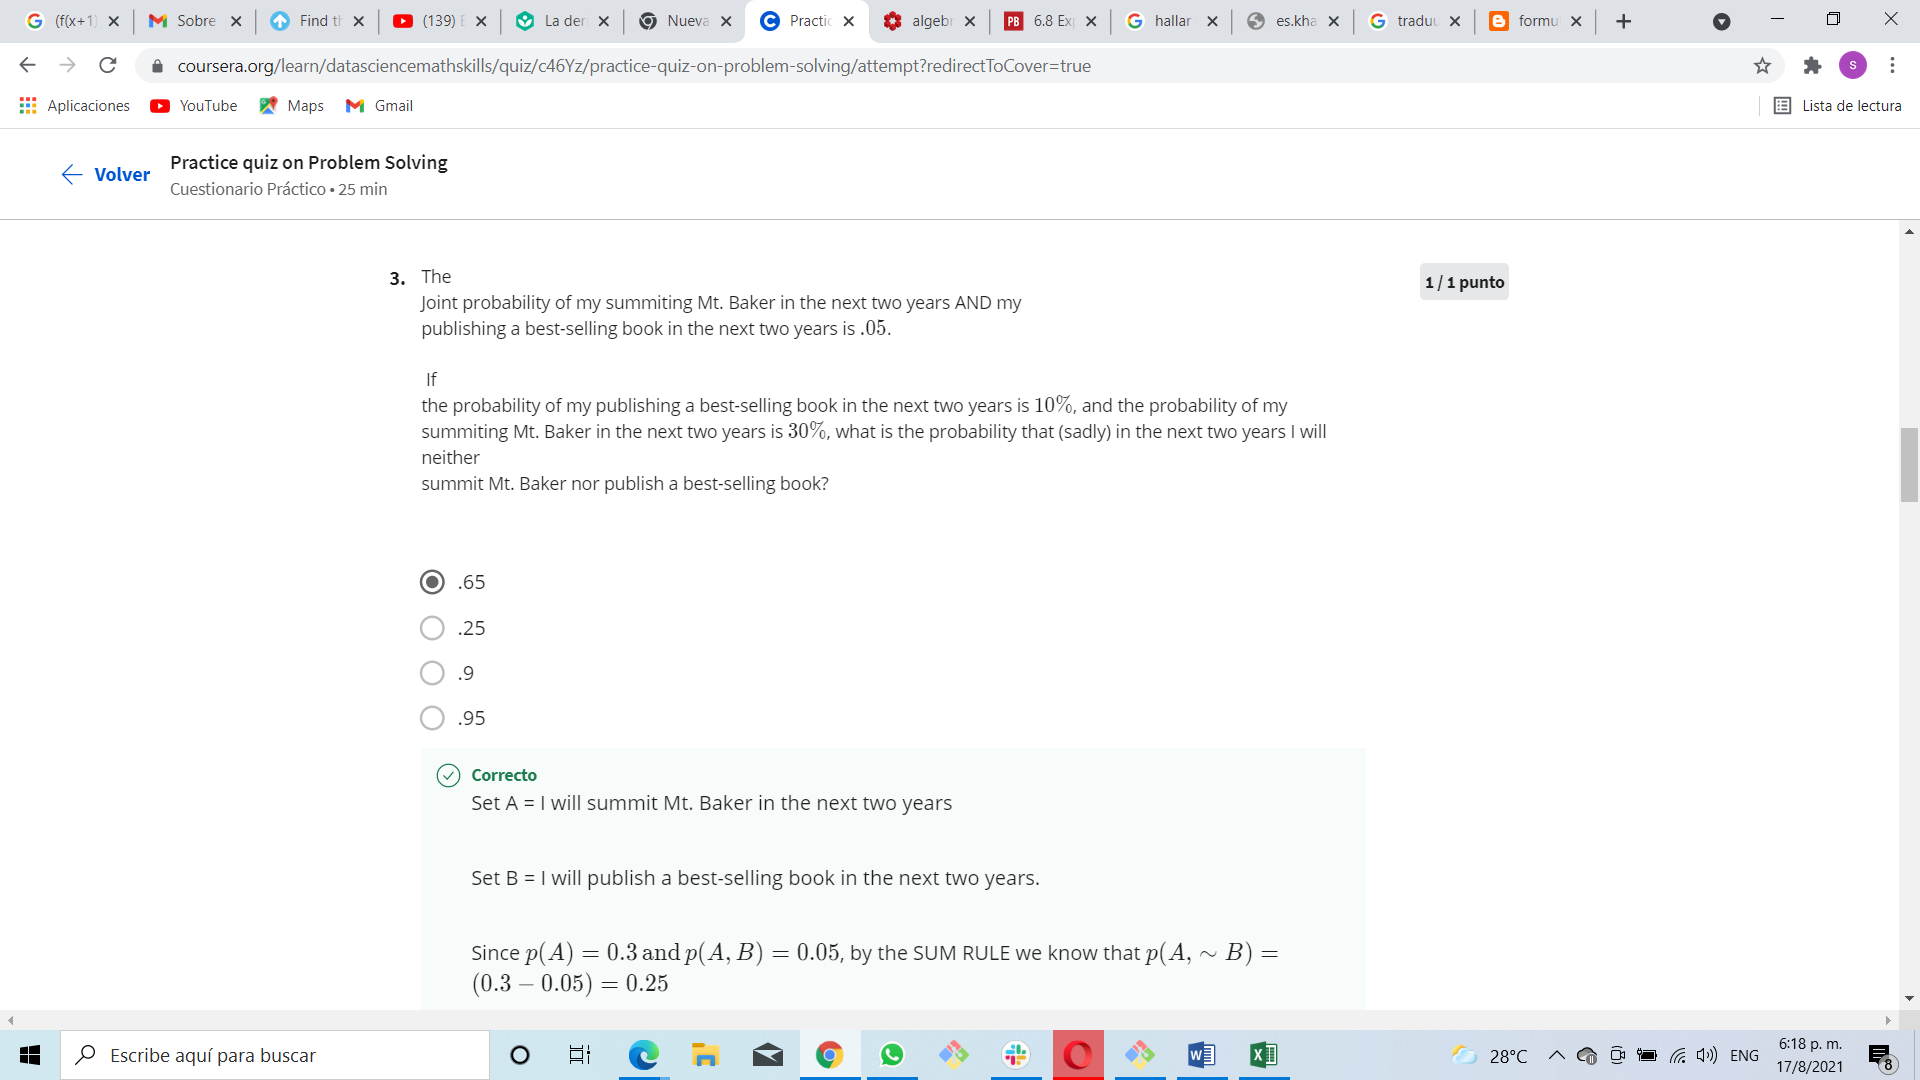 (f(x+1)
Sobre
Find th
(139)
La der
Nueva
Practic
algebr
PB
6.8 Exp
hallar
es.kha
traduc
formu
coursera.org/learn/datasciencemathskills/quiz/c46Yz/practice-quiz-on-problem-solving/attempt?redirectToCover=true
s
Aplicaciones
YouTube
Maps
Gmail
Lista de lectura
Volver
Practice quiz on Problem Solving
Cuestionario Práctico • 25 min
3. The
1 / 1 punto
Joint probability of my summiting Mt. Baker in the next two years AND my
publishing a best-selling book in the next two years is .05.
If
the probability of my publishing a best-selling book in the next two years is 10%, and the probability of my
summiting Mt. Baker in the next two years is 30%, what is the probability that (sadly) in the next two years I will
neither
summit Mt. Baker nor publish a best-selling book?
.65
.25
.9
.95
Correcto
Set A = I will summit Mt. Baker in the next two years
Set B = I will publish a best-selling book in the next two years.
Since p(A) = 0.3 and p(A, B) = 0.05, by the SUM RULE we know that p(A, ∼ B) =
(0.3 − 0.05) = 0.25
Escribe aquí para buscar
28°C
ENG
6:18 p. m.
17/8/2021
8